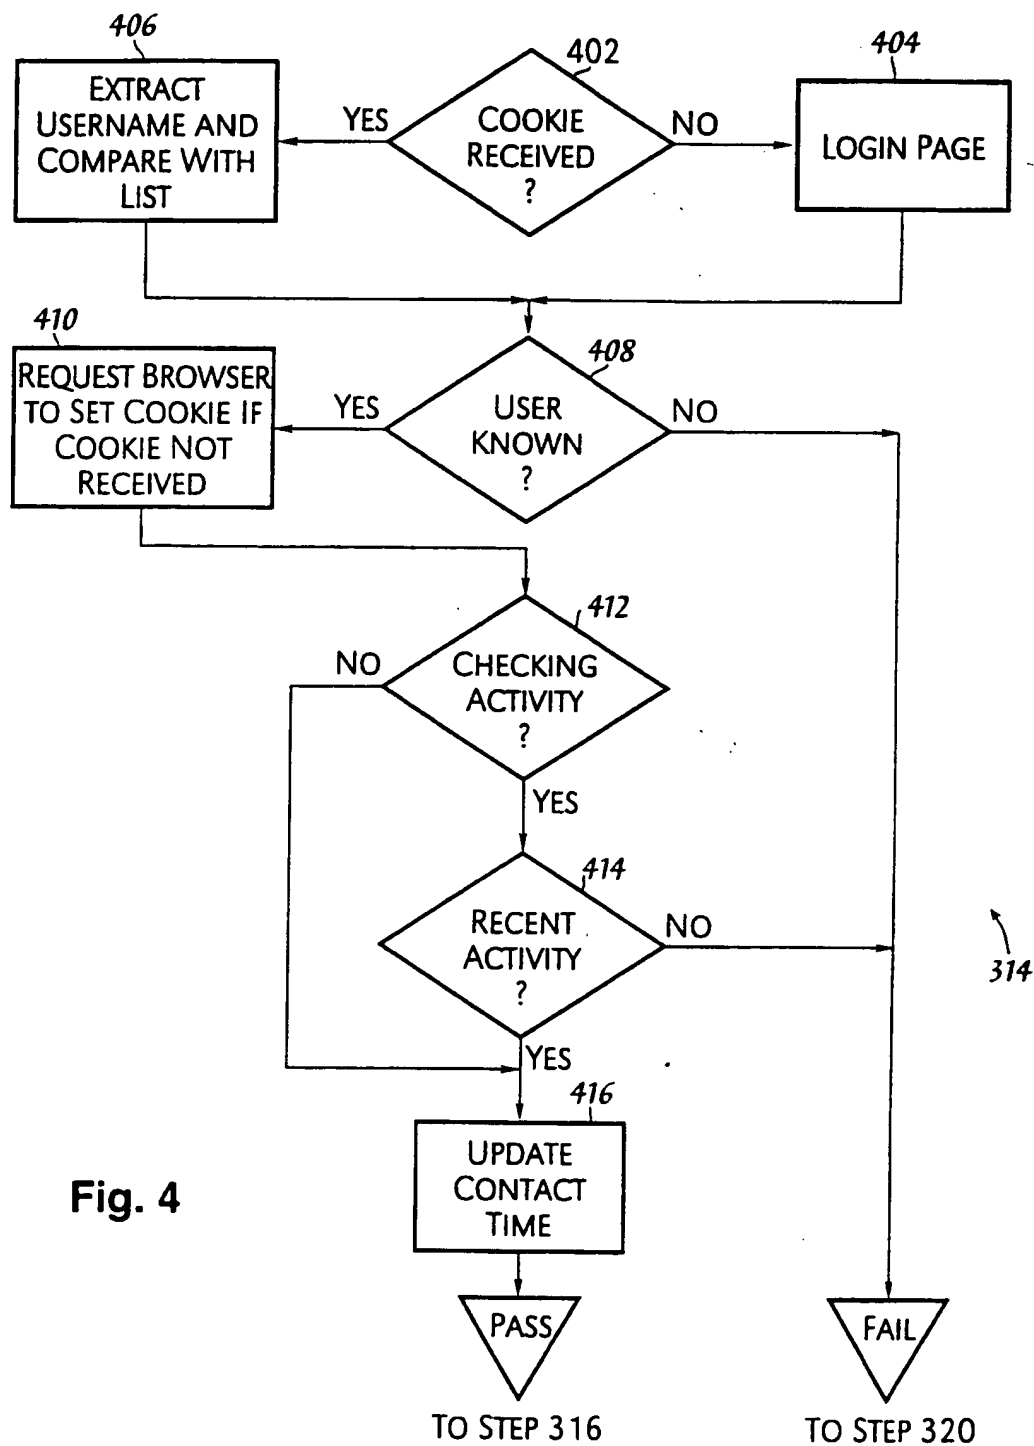 406
EXTRACT
USERNAME AND
COMPARE WITH
LIST
YES
402
COOKIE
RECEIVED
?
NO
404
LOGIN PAGE
410
REQUEST BROWSER
TO SET COOKIE IF
COOKIE NOT
RECEIVED
YES
408
USER
KNOWN
?
NO
412
NO
CHECKING
ACTIVITY
?
YES
414
RECENT
ACTIVITY
?
NO
314
YES
416
UPDATE
CONTACT
TIME
Fig. 4
PASS
FAIL
TO STEP 316
TO STEP 320